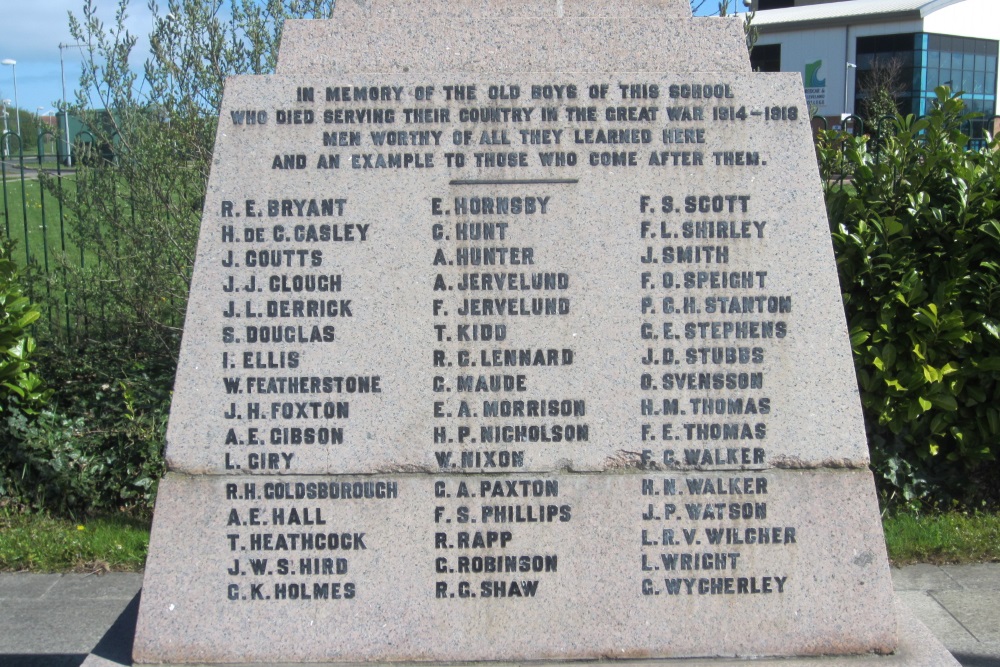 IN MEMORY OF THE OLD BOYS OF THIS SCHOOL
WHO DIED SERVING THEIR COUNTRY IN THE GREAT WAR 1914-1918
MEN WORTHY OF ALL THEY LEARNED HERE
AND AN EXAMPLE TO THOSE WHO COME AFTER THEM.
R. E. BRYANT
H. DE C. CASLEY
J. COUTTS
J. J. CLOUGH
J. L. DERRICK
S. DOUGLAS
I. ELLIS
W. FEATHERSTONE
J. H. FOXTON
A. E. GIBSON
L. GIRY
R. H. GOLDSBOROUGH
A. E. HALL
T. HEATHCOCK
J. W. S. HIRD
G. K. HOLMES
E. HORNSBY
G. HUNT
A. HUNTER
A. JERVELUND
F. JERVELUND
T. KIDD
R. C. LENNARD
G. MAUDE
E. A. MORRISON
H. P. NICHOLSON
W. NIXON
G. A. PAXTON
F. S. PHILLIPS
R. RAPP
G. ROBINSON
R. G. SHAW
F. S. SCOTT
F. L. SHIRLEY
J. SMITH
F. O. SPEIGHT
P. G. H. STANTON
G. E. STEPHENS
J. D. STUBBS
O. SVENSSON
H. M. THOMAS
F. E. THOMAS
F. G. WALKER
H. N. WALKER
J. P. WATSON
L. R. V. WILCHER
L. WRIGHT
G. WYCHERLEY